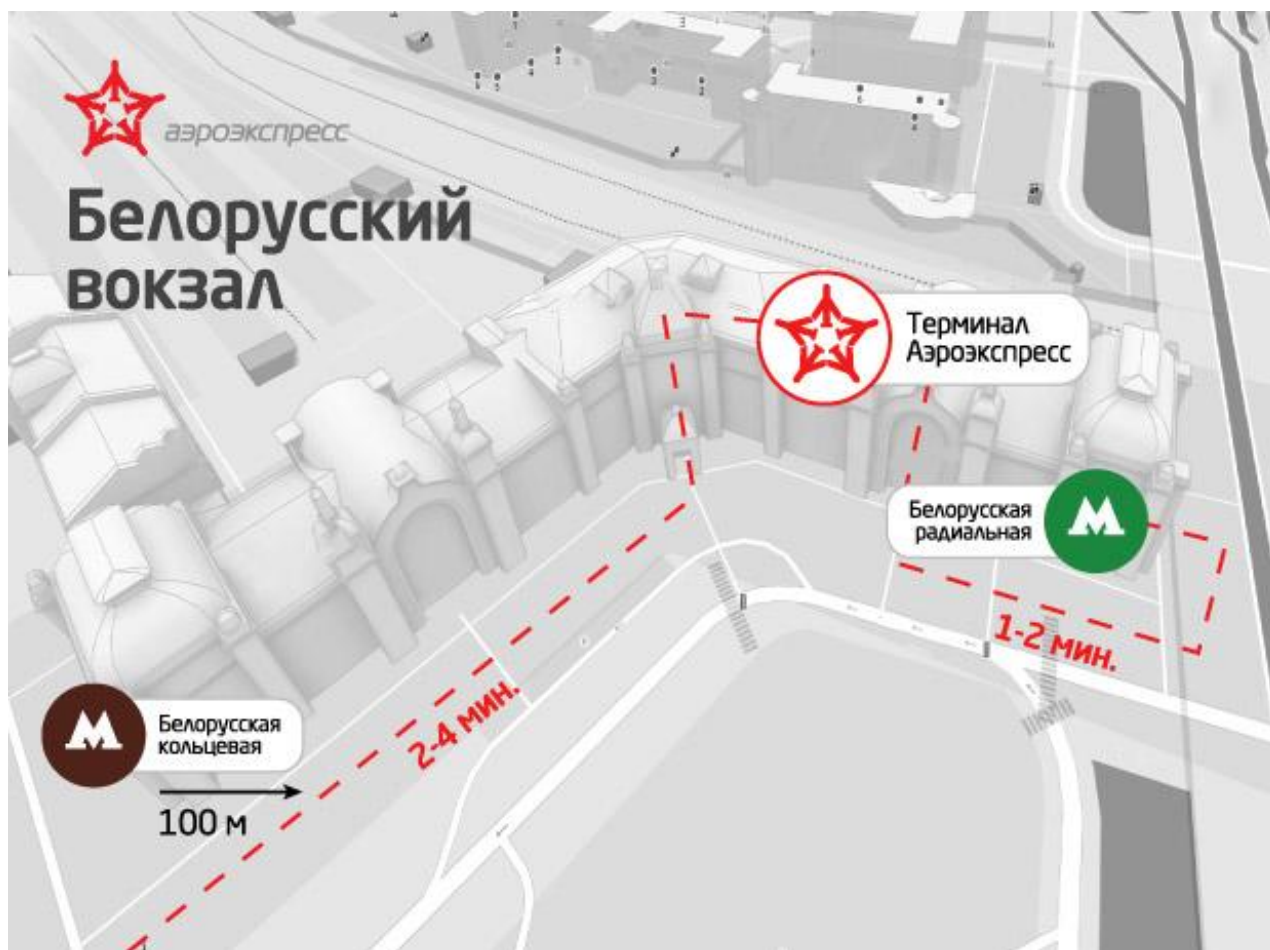 аэроэкспресс
Белорусский
вокзал
Терминал
Аэроэкспресс
Белорусская
радиальная
1-2 мин.
2-4 мин.
Белорусская
кольцевая
100 м